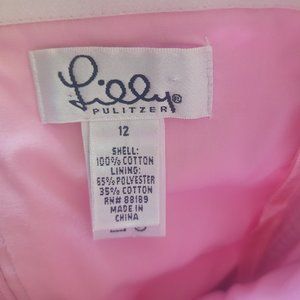 Lilly®
PULITZER
12
SHELL:
100% COTTON
LINING:
65% POLYESTER
35% COTTON
RN# 88189
MADE IN
CHINA